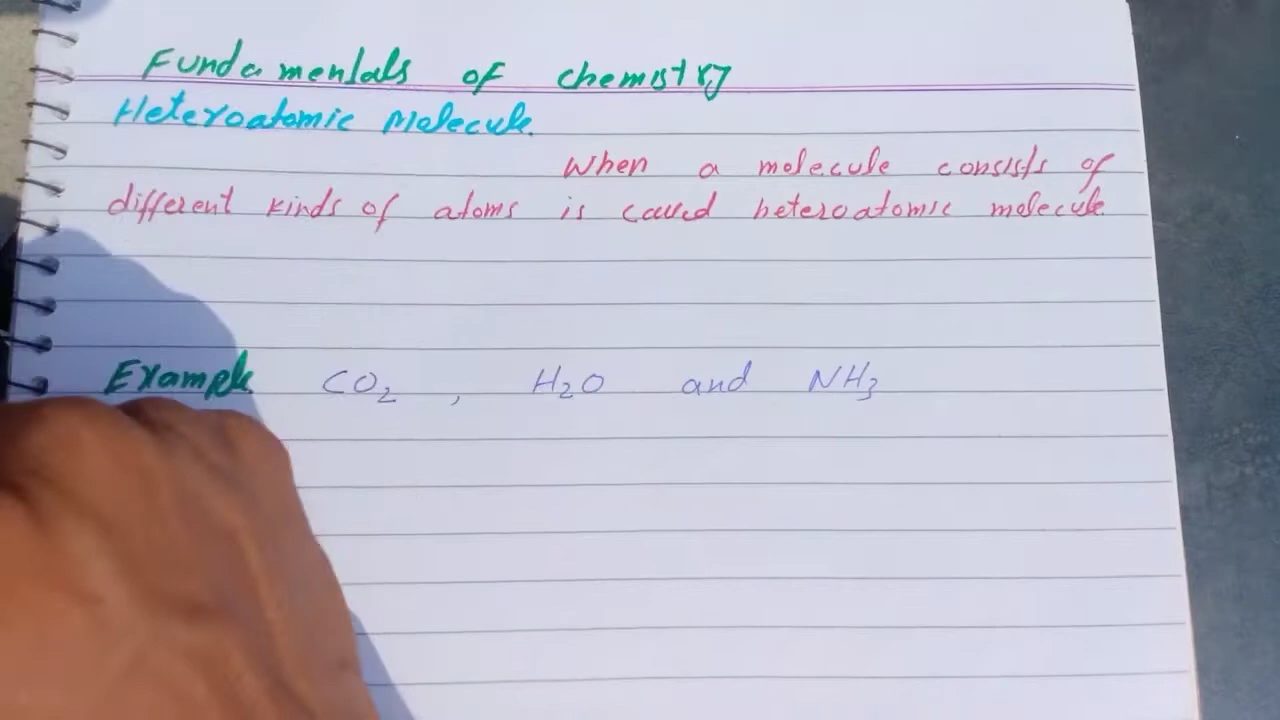 Fundamentals of chemistry
Heteroatomic Molecule.
When a molecule consists of
different kinds of atoms is called heteroatomic molecule.
Example CO₂ , H₂O and NH₃